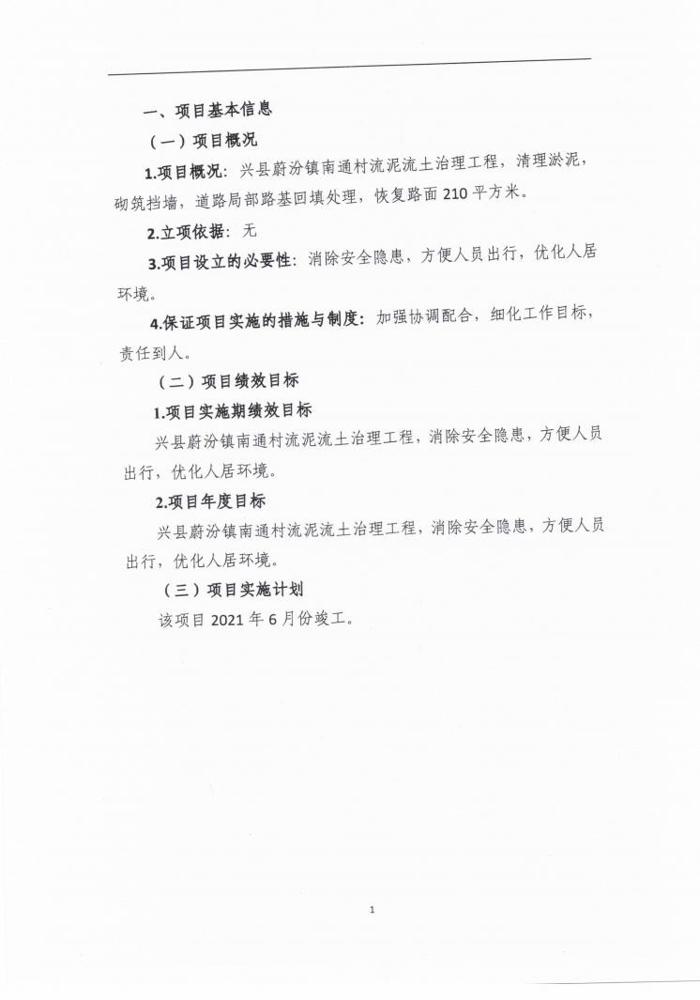 一、项目基本信息
（一）项目概况
1.项目概况：兴县蔚汾镇南通村流泥流土治理工程，清理淤泥，
砌筑挡墙，道路局部路基回填处理，恢复路面 210 平方米。
2.立项依据：无
3.项目设立的必要性：消除安全隐患，方便人员出行，优化人居
环境。
4.保证项目实施的措施与制度：加强协调配合，细化工作目标，
责任到人。
（二）项目绩效目标
1.项目实施期绩效目标
兴县蔚汾镇南通村流泥流土治理工程，消除安全隐患，方便人员
出行，优化人居环境。
2.项目年度目标
兴县蔚汾镇南通村流泥流土治理工程，消除安全隐患，方便人员
出行，优化人居环境。
（三）项目实施计划
该项目 2021 年 6 月份竣工。
1